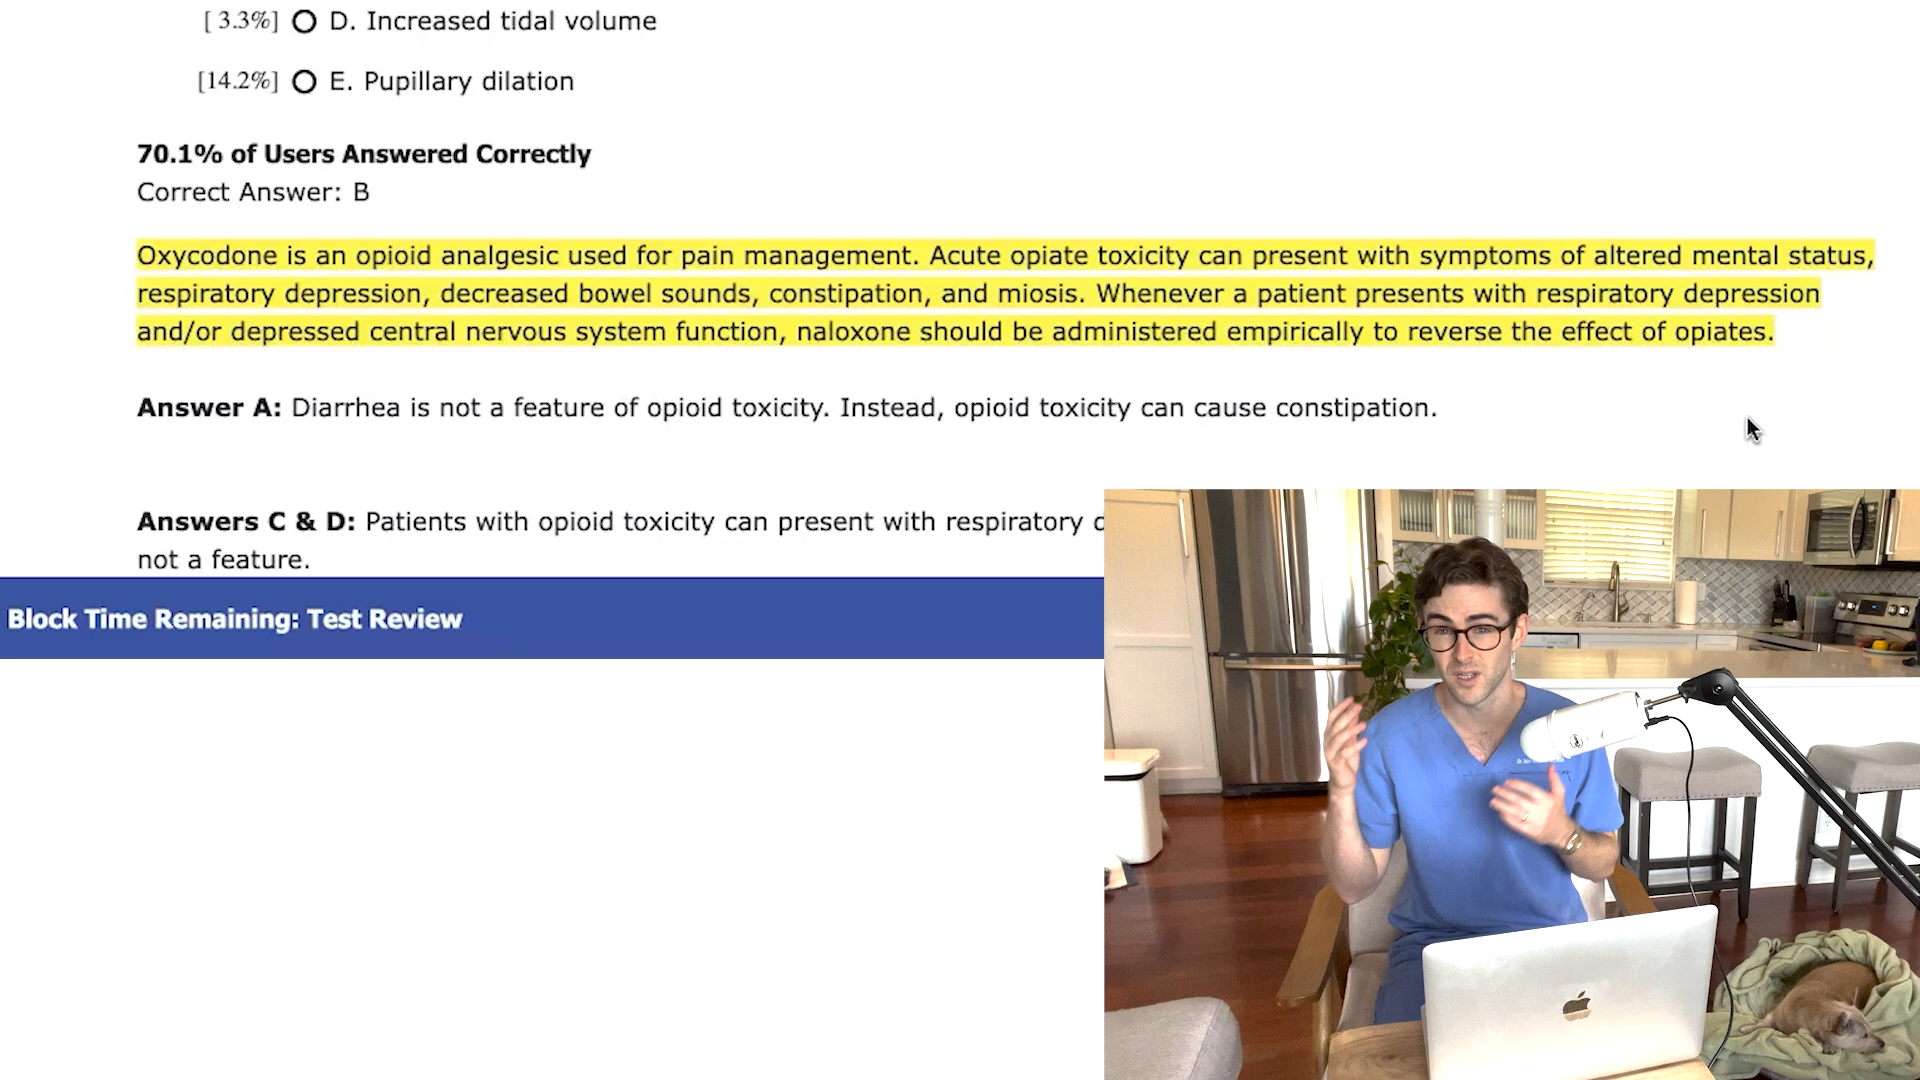 [ 3.3%] D. Increased tidal volume
[14.2%] E. Pupillary dilation
70.1% of Users Answered Correctly
Correct Answer: B
Oxycodone is an opioid analgesic used for pain management. Acute opiate toxicity can present with symptoms of altered mental status,
respiratory depression, decreased bowel sounds, constipation, and miosis. Whenever a patient presents with respiratory depression
and/or depressed central nervous system function, naloxone should be administered empirically to reverse the effect of opiates.
Answer A: Diarrhea is not a feature of opioid toxicity. Instead, opioid toxicity can cause constipation.
Answers C & D: Patients with opioid toxicity can present with respiratory
not a feature.
Block Time Remaining: Test Review